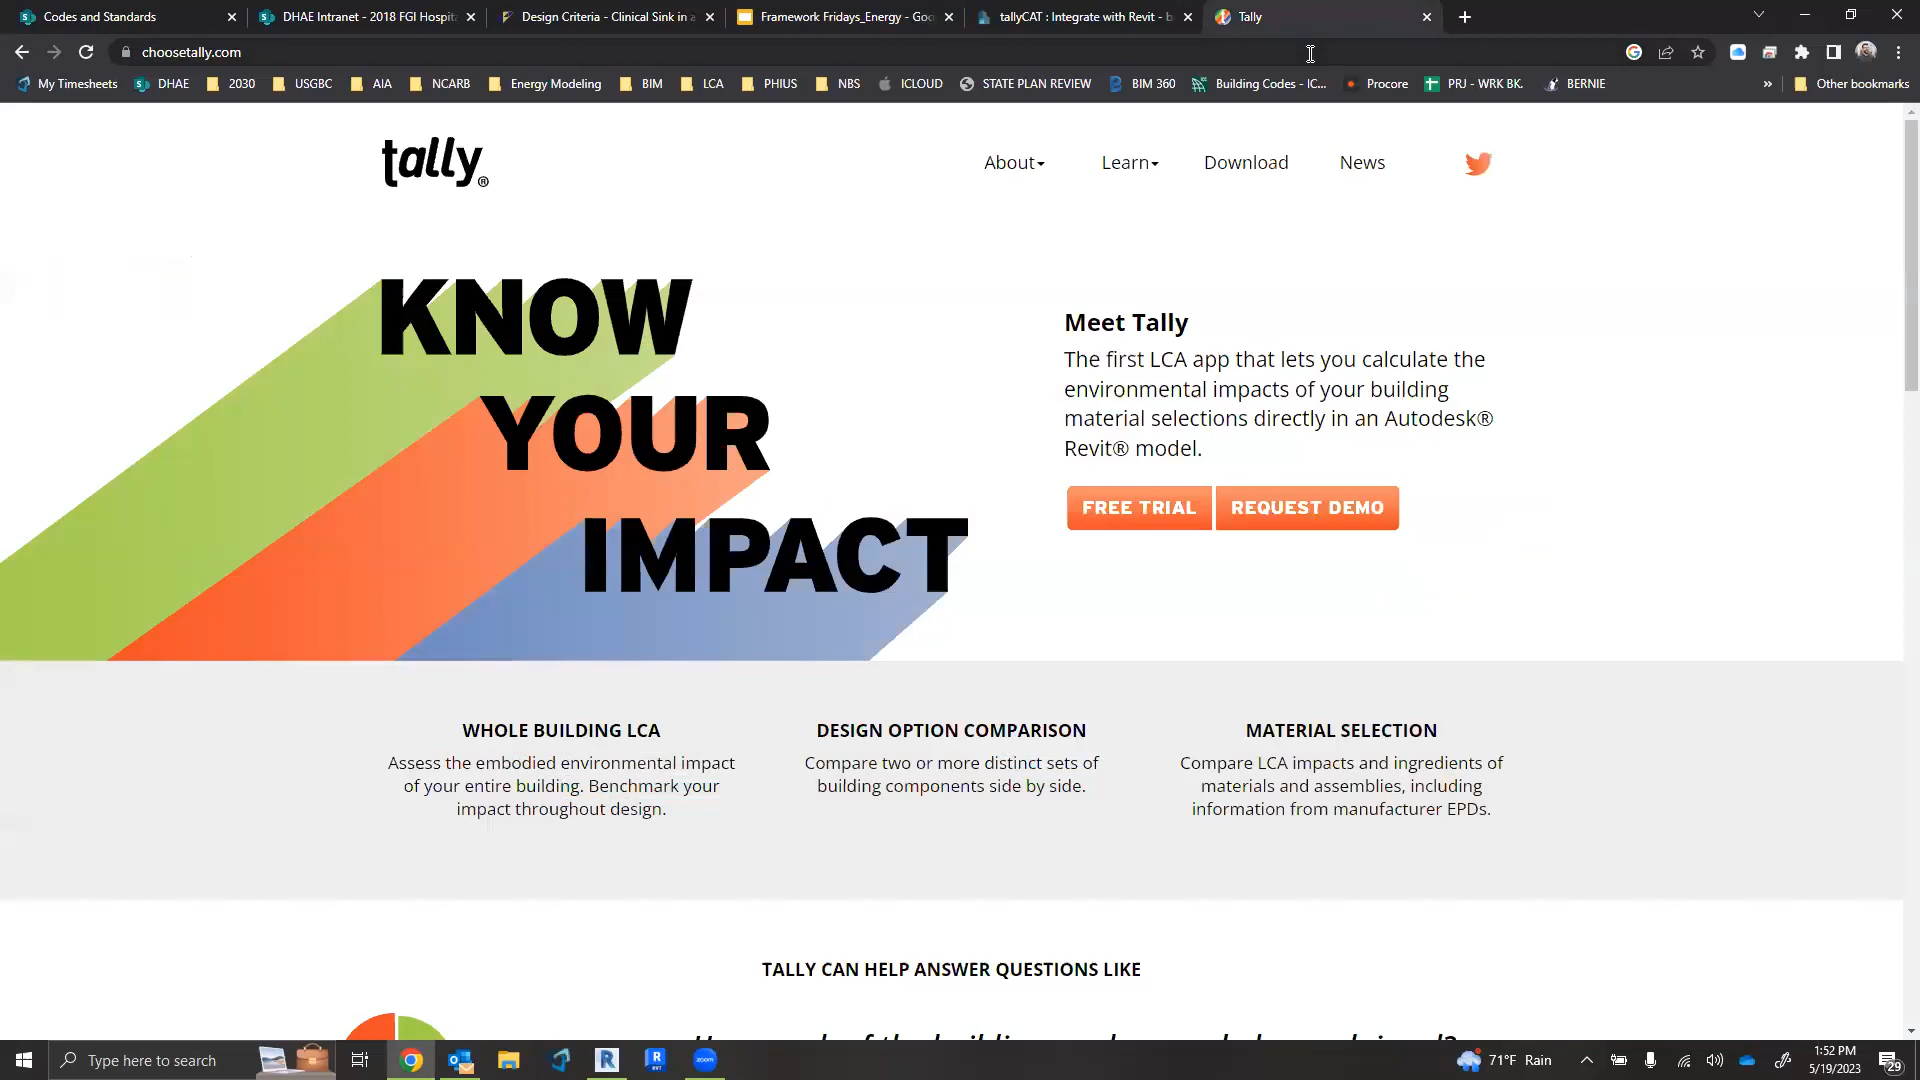 Codes and Standards
DHAE Intranet - 2018 FGI Hospit
Design Criteria - Clinical Sink in a
Framework Fridays_Energy - Goo
tallyCAT : Integrate with Revit - b
Tally
choosetally.com
My Timesheets
DHAE
2030
USGBC
AIA
NCARB
Energy Modeling
BIM
LCA
PHIUS
NBS
ICLOUD
STATE PLAN REVIEW
BIM 360
Building Codes - IC...
Procore
PRJ - WRK BK.
BERNIE
»
Other bookmarks
tally®
About
Learn
Download
News
KNOW
YOUR
IMPACT
Meet Tally
The first LCA app that lets you calculate the
environmental impacts of your building
material selections directly in an Autodesk®
Revit® model.
FREE TRIAL
REQUEST DEMO
WHOLE BUILDING LCA
Assess the embodied environmental impact
of your entire building. Benchmark your
impact throughout design.
DESIGN OPTION COMPARISON
Compare two or more distinct sets of
building components side by side.
MATERIAL SELECTION
Compare LCA impacts and ingredients of
materials and assemblies, including
information from manufacturer EPDs.
TALLY CAN HELP ANSWER QUESTIONS LIKE
Type here to search
zoom
71°F Rain
1:52 PM
5/19/2023
29